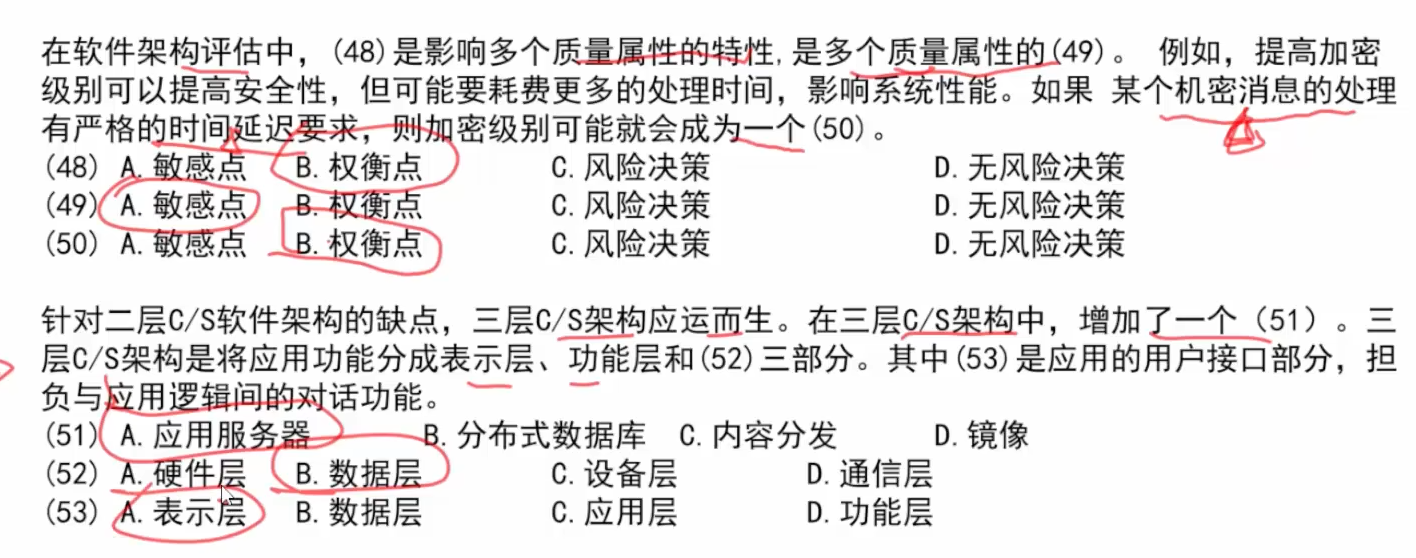 在软件架构评估中，(48)是影响多个质量属性的特性,是多个质量属性的(49)。 例如，提高加密
级别可以提高安全性，但可能要耗费更多的处理时间，影响系统性能。如果 某个机密消息的处理
有严格的时间延迟要求，则加密级别可能就会成为一个(50)。
(48) A.敏感点 B.权衡点 C.风险决策 D.无风险决策
(49) A.敏感点 B.权衡点 C.风险决策 D.无风险决策
(50) A.敏感点 B.权衡点 C.风险决策 D.无风险决策
针对二层C/S软件架构的缺点，三层C/S架构应运而生。在三层C/S架构中，增加了一个（51）。三
层C/S架构是将应用功能分成表示层、功能层和(52)三部分。其中(53)是应用的用户接口部分，担
负与应用逻辑间的对话功能。
(51) A.应用服务器 B.分布式数据库 C.内容分发 D.镜像
(52) A.硬件层 B.数据层 C.设备层 D.通信层
(53) A.表示层 B.数据层 C.应用层 D.功能层